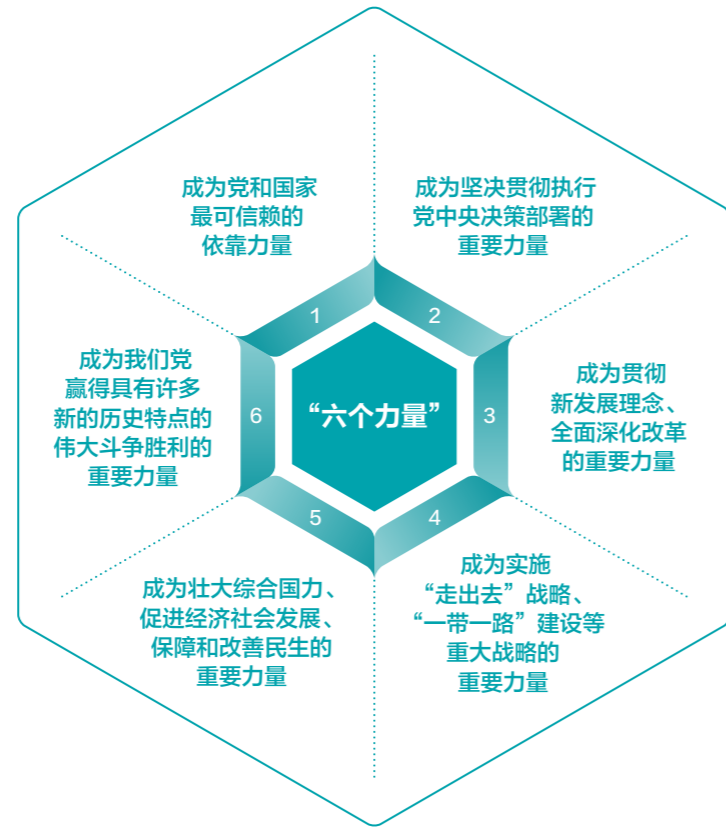 “六个力量”
1
成为党和国家
最可信赖的
依靠力量
2
成为坚决贯彻执行
党中央决策部署的
重要力量
3
成为贯彻
新发展理念、
全面深化改革
的重要力量
4
成为实施
“走出去”战略、
“一带一路”建设等
重大战略的
重要力量
5
成为壮大综合国力、
促进经济社会发展、
保障和改善民生的
重要力量
6
成为我们党
赢得具有许多
新的历史特点的
伟大斗争胜利的
重要力量